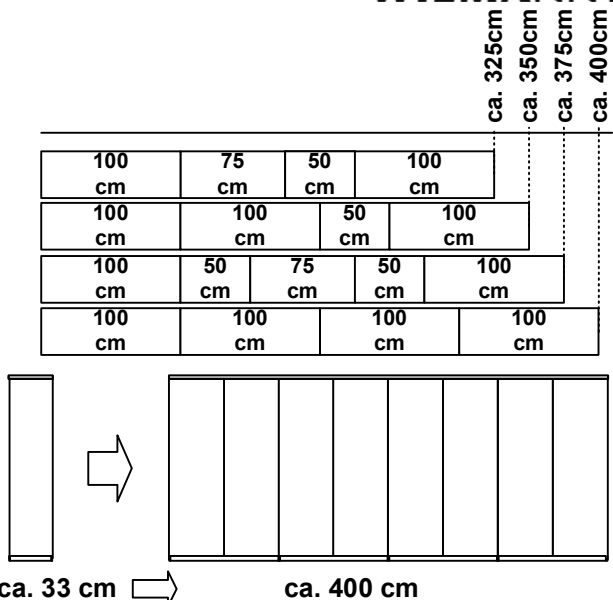 ca. 325cm
ca. 350cm
ca. 375cm
ca. 400cm
100 75 50 100
cm cm cm cm
100 100 50 100
cm cm cm cm
100 50 75 50 100
cm cm cm cm cm
100 100 100 100
cm cm cm cm
ca. 33 cm ca. 400 cm